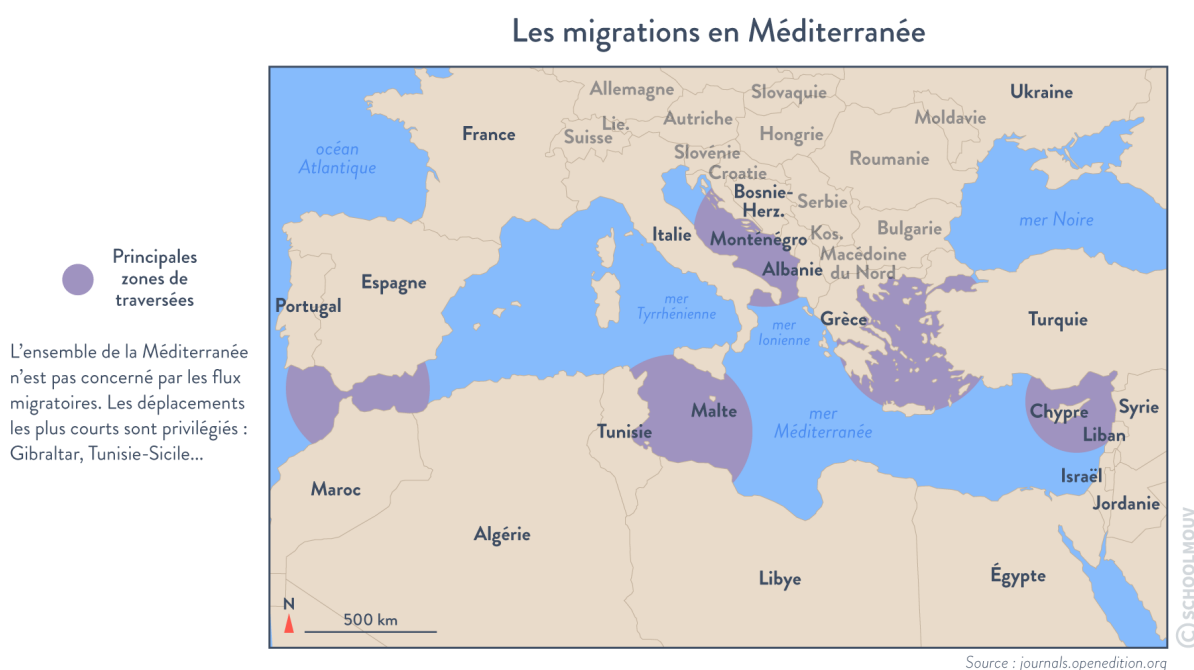 Les migrations en Méditerranée
Principales
zones de
traversées
L’ensemble de la Méditerranée
n’est pas concerné par les flux
migratoires. Les déplacements
les plus courts sont privilégiés :
Gibraltar, Tunisie-Sicile...
océan
Atlantique
France
Allemagne
Lie.
Suisse
Autriche
Slovaquie
Hongrie
Ukraine
Moldavie
Roumanie
Slovénie
Croatie
Bosnie-
Herz.
Serbie
Italie
Monténégro
Kos.
Bulgarie
Macédoine
du Nord
Albanie
mer Noire
Portugal
Espagne
mer
Tyrrhénienne
mer
Ionienne
Grèce
Turquie
Malte
Tunisie
mer
Méditerranée
Chypre
Syrie
Liban
Israël
Jordanie
Maroc
Algérie
Libye
Égypte
N
500 km
© SCHOOLMOUV
Source : journals.openedition.org